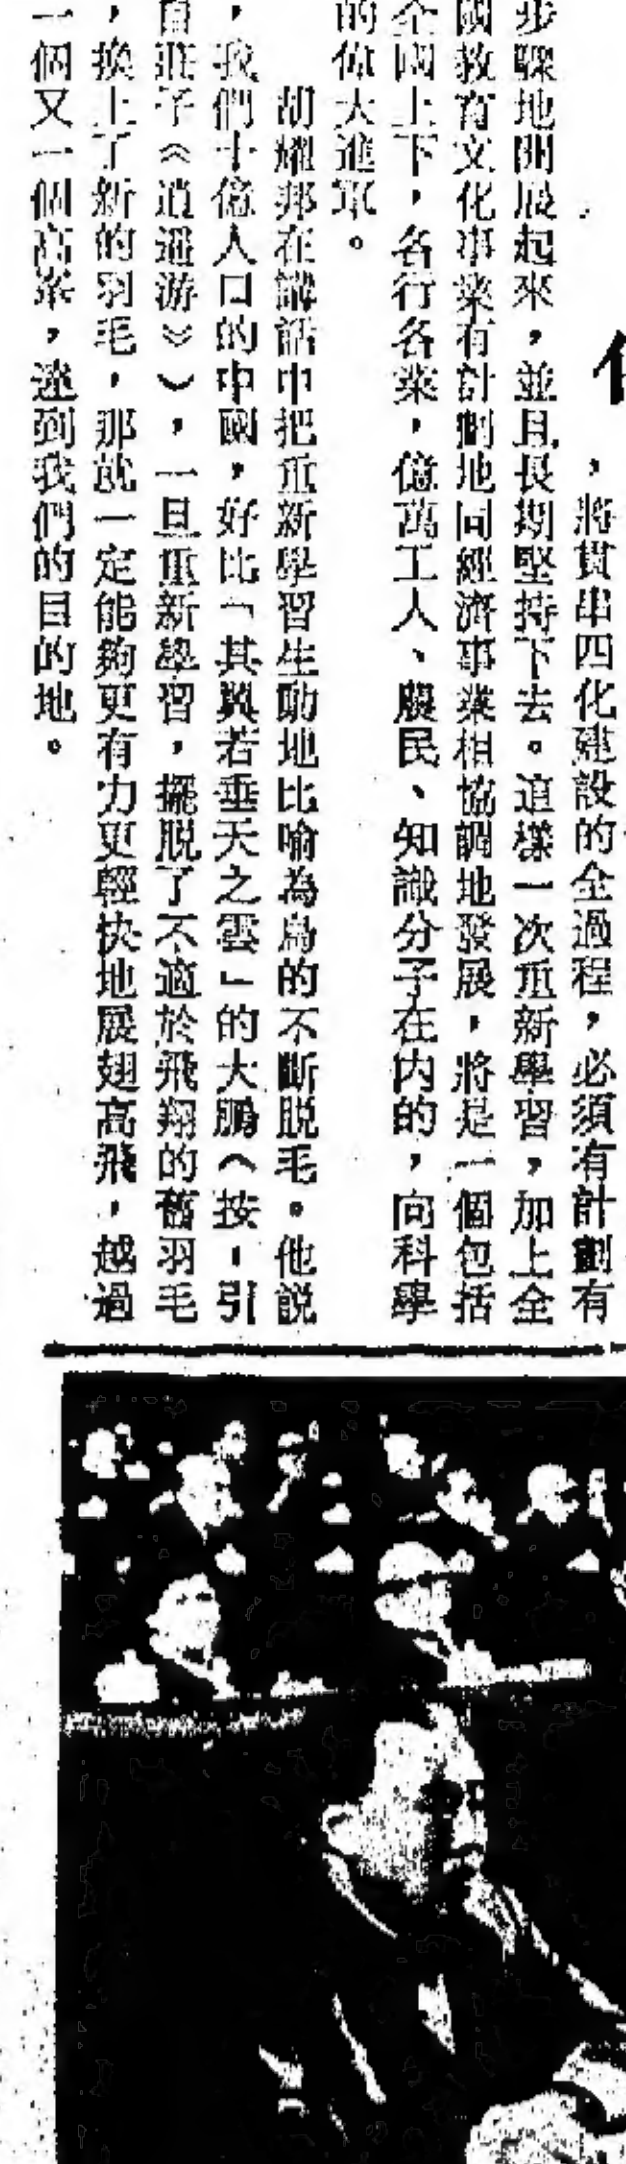 ，將貫串四化建設的全過程，必須有計劃有
步驟地開展起來，並且長期堅持下去。這樣一次重新學習，加上全
國教育文化事業有計劃地同經濟事業相協調地發展，將是一個包括
全國上下，各行各業，億萬工人、農民、知識分子在內的，向科學
的偉大進軍。
胡耀邦在講話中把重新學習生動地比喻為鳥的不斷脱毛。他説
，我們十億人口的中國，好比「其翼若垂天之雲」的大鵬（按：引
自莊子《逍遥游》），一旦重新學習，擺脱了不適於飛翔的舊羽毛
，換上了新的羽毛，那就一定能夠更有力更輕快地展翅高飛，越過
一個又一個高峯，達到我們的目的地。